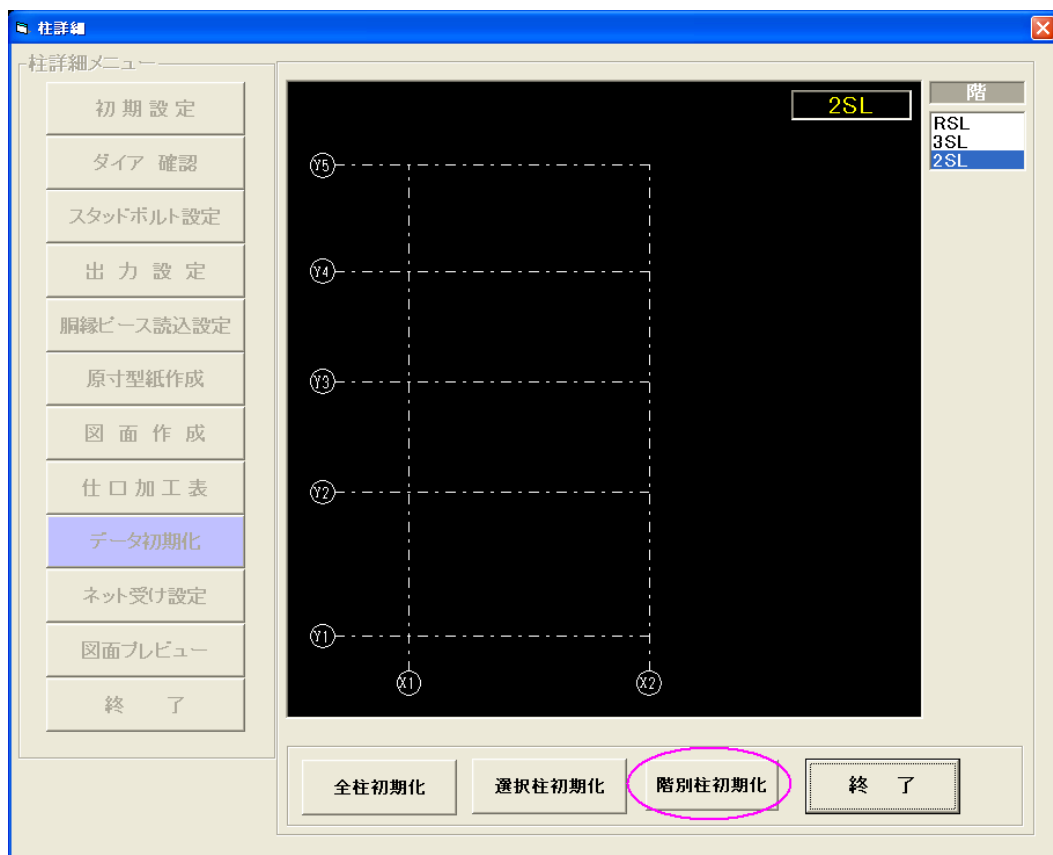 柱詳細
柱詳細メニュー
初 期 設 定
ダイア 確認
スタッドボルト設定
出 力 設 定
胴縁ピース読込設定
原寸型紙作成
図 面 作 成
仕 口 加 工 表
データ初期化
ネット受け設定
図面プレビュー
終 了
2SL
Y5
Y4
Y3
Y2
Y1
X1 X2
階
RSL
3SL
2SL
全柱初期化 選択柱初期化 階別柱初期化 終 了